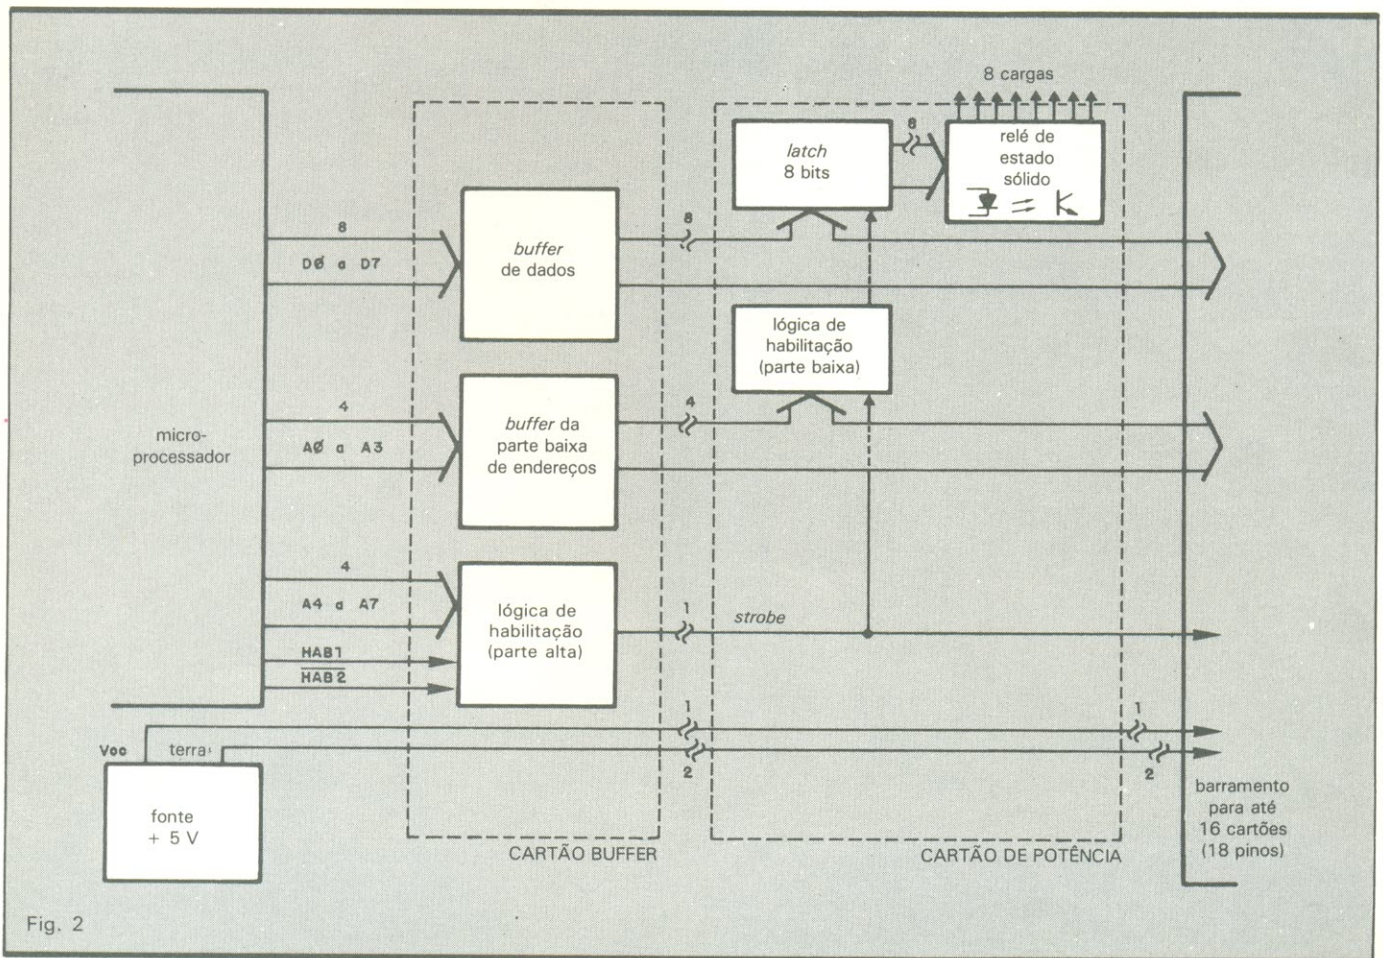 8 cargas
latch
8 bits
8
relé de
estado
sólido
8
D0 a D7
buffer
de dados
8
lógica de
habilitação
(parte baixa)
micro-
processador
4
A0 a A3
buffer da
parte baixa
de endereços
4
4
A4 a A7
HAB1
HAB2
lógica de
habilitação
(parte alta)
1
strobe
Vcc
terra
1
2
1
2
fonte
+ 5 V
barramento
para até
16 cartões
(18 pinos)
CARTÃO BUFFER
CARTÃO DE POTÊNCIA
Fig. 2